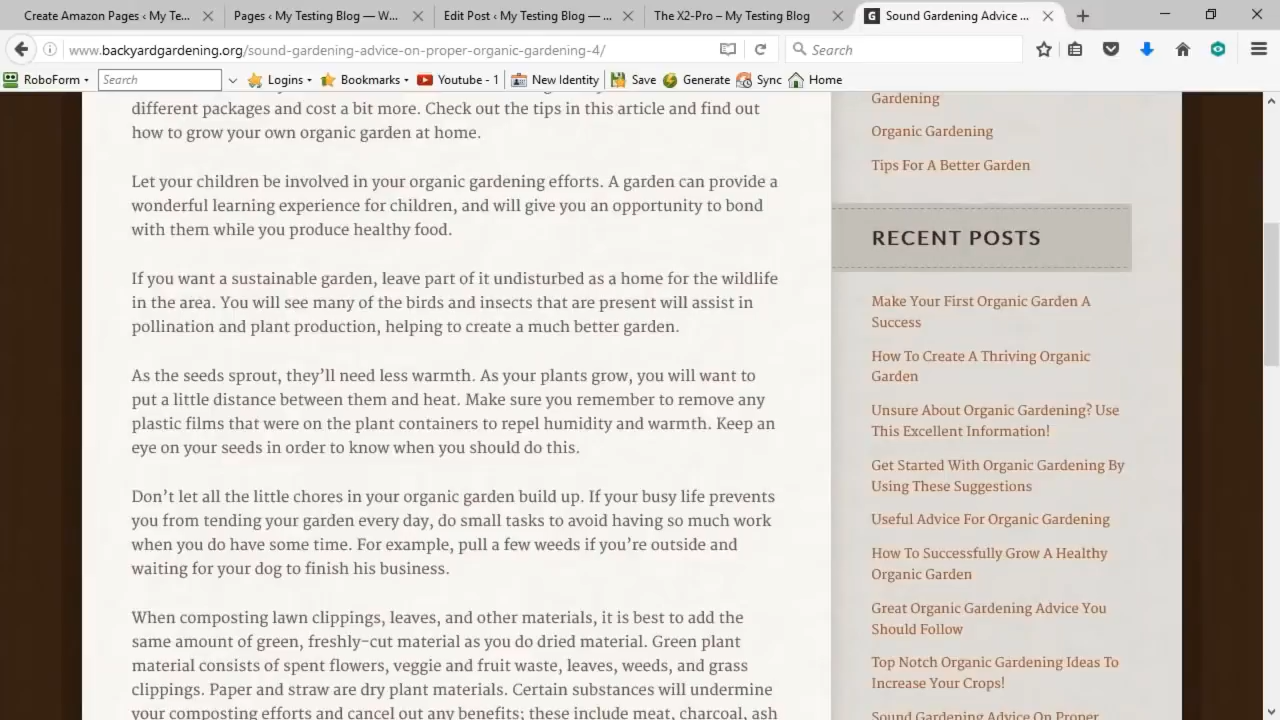 Create Amazon Pages ‹ My Te...
Pages ‹ My Testing Blog — W...
Edit Post ‹ My Testing Blog — ...
The X2-Pro – My Testing Blog
G Sound Gardening Advice ...
www.backyardgardening.org/sound-gardening-advice-on-proper-organic-gardening-4/
Search
RoboForm
Search
Logins
Bookmarks
Youtube - 1
New Identity
Save
Generate
Sync
Home
different packages and cost a bit more. Check out the tips in this article and find out
how to grow your own organic garden at home.
Let your children be involved in your organic gardening efforts. A garden can provide a
wonderful learning experience for children, and will give you an opportunity to bond
with them while you produce healthy food.
If you want a sustainable garden, leave part of it undisturbed as a home for the wildlife
in the area. You will see many of the birds and insects that are present will assist in
pollination and plant production, helping to create a much better garden.
As the seeds sprout, they’ll need less warmth. As your plants grow, you will want to
put a little distance between them and heat. Make sure you remember to remove any
plastic films that were on the plant containers to repel humidity and warmth. Keep an
eye on your seeds in order to know when you should do this.
Don’t let all the little chores in your organic garden build up. If your busy life prevents
you from tending your garden every day, do small tasks to avoid having so much work
when you do have some time. For example, pull a few weeds if you’re outside and
waiting for your dog to finish his business.
When composting lawn clippings, leaves, and other materials, it is best to add the
same amount of green, freshly-cut material as you do dried material. Green plant
material consists of spent flowers, veggie and fruit waste, leaves, weeds, and grass
clippings. Paper and straw are dry plant materials. Certain substances will undermine
your composting efforts and cancel out any benefits; these include meat, charcoal, ash
Gardening
Organic Gardening
Tips For A Better Garden
RECENT POSTS
Make Your First Organic Garden A
Success
How To Create A Thriving Organic
Garden
Unsure About Organic Gardening? Use
This Excellent Information!
Get Started With Organic Gardening By
Using These Suggestions
Useful Advice For Organic Gardening
How To Successfully Grow A Healthy
Organic Garden
Great Organic Gardening Advice You
Should Follow
Top Notch Organic Gardening Ideas To
Increase Your Crops!
Sound Gardening Advice On Proper